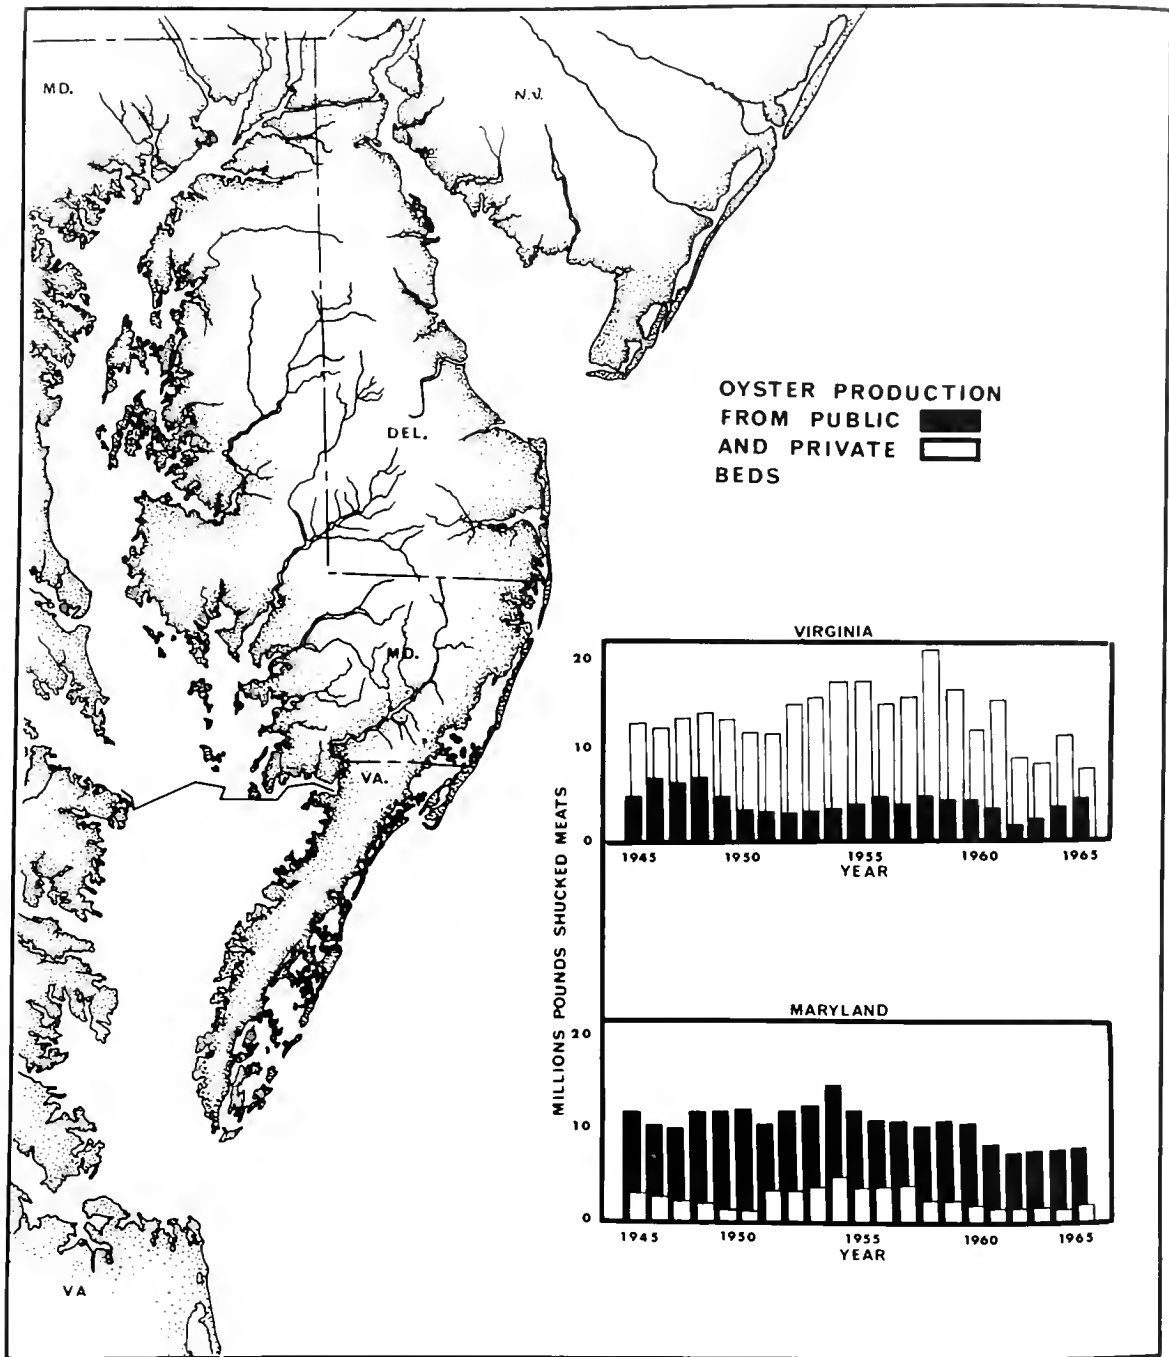 MD.
N.J.
OYSTER PRODUCTION
FROM PUBLIC
AND PRIVATE
BEDS
DEL.
MD.
VA.
VA
VIRGINIA
20
10
0
1945 1950 1955 1960 1965
YEAR
MILLIONS POUNDS SHUCKED MEATS
MARYLAND
20
10
0
1945 1950 1955 1960 1965
YEAR